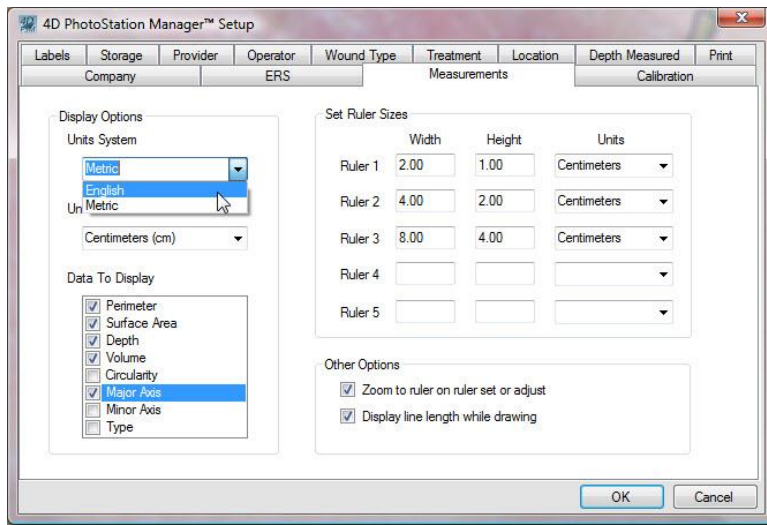 4D PhotoStation Manager™ Setup
Labels Storage Provider Operator Wound Type Treatment Location Depth Measured Print
Company ERS Measurements Calibration
Display Options
Units System
Metric
English
Metric
Un
Centimeters (cm)
Data To Display
Perimeter
Surface Area
Depth
Volume
Circularity
Major Axis
Minor Axis
Type
Set Ruler Sizes
Width Height Units
Ruler 1 2.00 1.00 Centimeters
Ruler 2 4.00 2.00 Centimeters
Ruler 3 8.00 4.00 Centimeters
Ruler 4
Ruler 5
Other Options
Zoom to ruler on ruler set or adjust
Display line length while drawing
OK Cancel